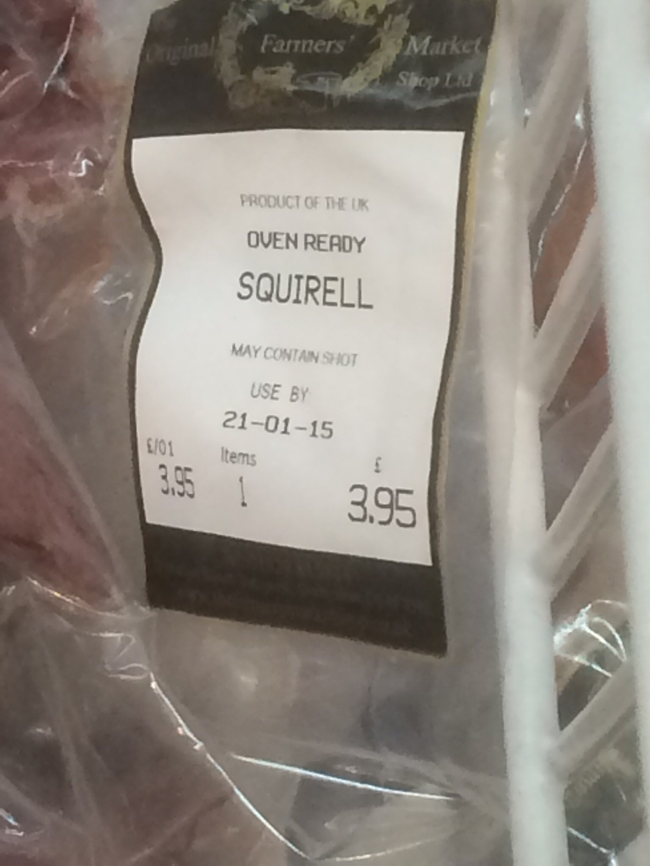 Original Farmers' Market
Shop Ltd
PRODUCT OF THE UK
OVEN READY
SQUIRELL
MAY CONTAIN SHOT
USE BY
21-01-15
£/01 Items £
3.95 1 3.95